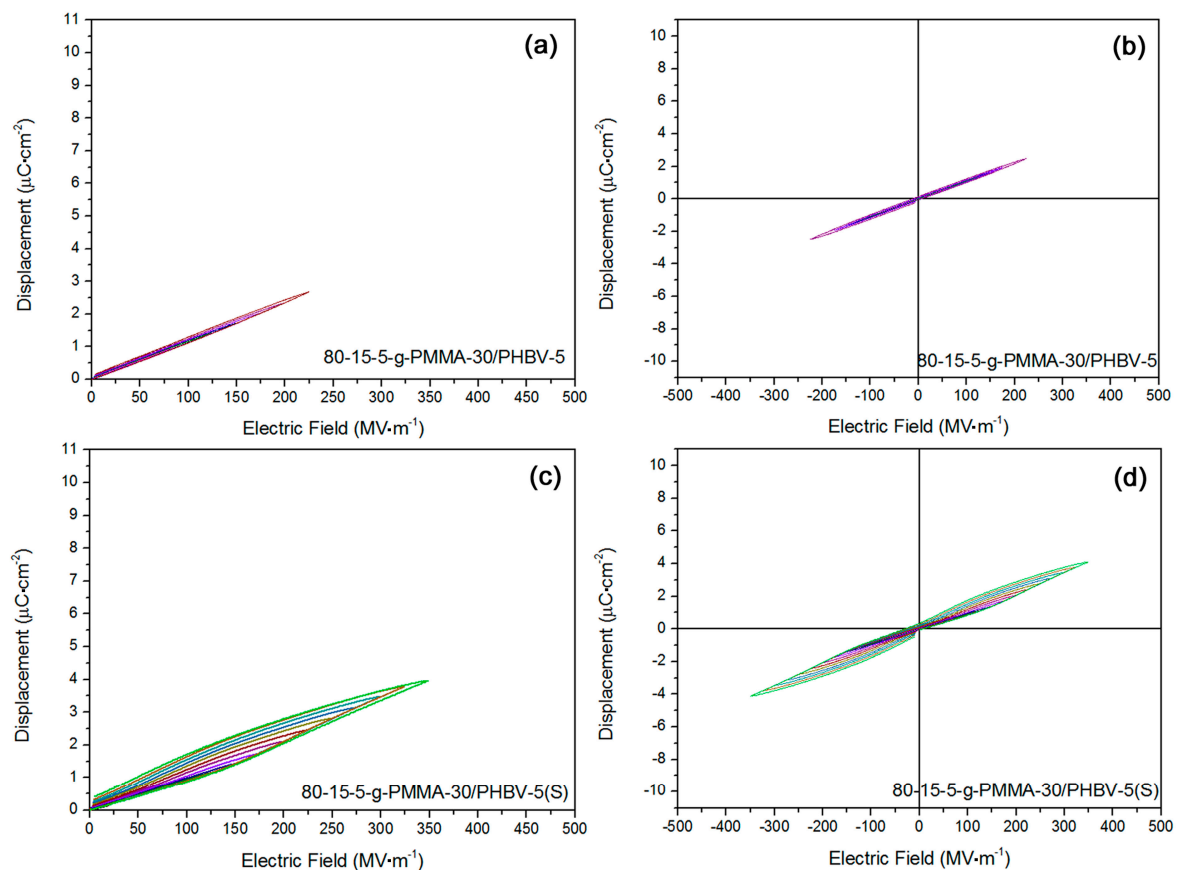 (a)
11
10
9
8
7
6
5
4
3
2
1
0
Displacement (μC·cm⁻²)
80-15-5-g-PMMA-30/PHBV-5
0 50 100 150 200 250 300 350 400 450 500
Electric Field (MV·m⁻¹)
(b)
10
8
6
4
2
0
-2
-4
-6
-8
-10
Displacement (μC·cm⁻²)
80-15-5-g-PMMA-30/PHBV-5
-500 -400 -300 -200 -100 0 100 200 300 400 500
Electric Field (MV·m⁻¹)
(c)
11
10
9
8
7
6
5
4
3
2
1
0
Displacement (μC·cm⁻²)
80-15-5-g-PMMA-30/PHBV-5(S)
0 50 100 150 200 250 300 350 400 450 500
Electric Field (MV·m⁻¹)
(d)
10
8
6
4
2
0
-2
-4
-6
-8
-10
Displacement (μC·cm⁻²)
80-15-5-g-PMMA-30/PHBV-5(S)
-500 -400 -300 -200 -100 0 100 200 300 400 500
Electric Field (MV·m⁻¹)